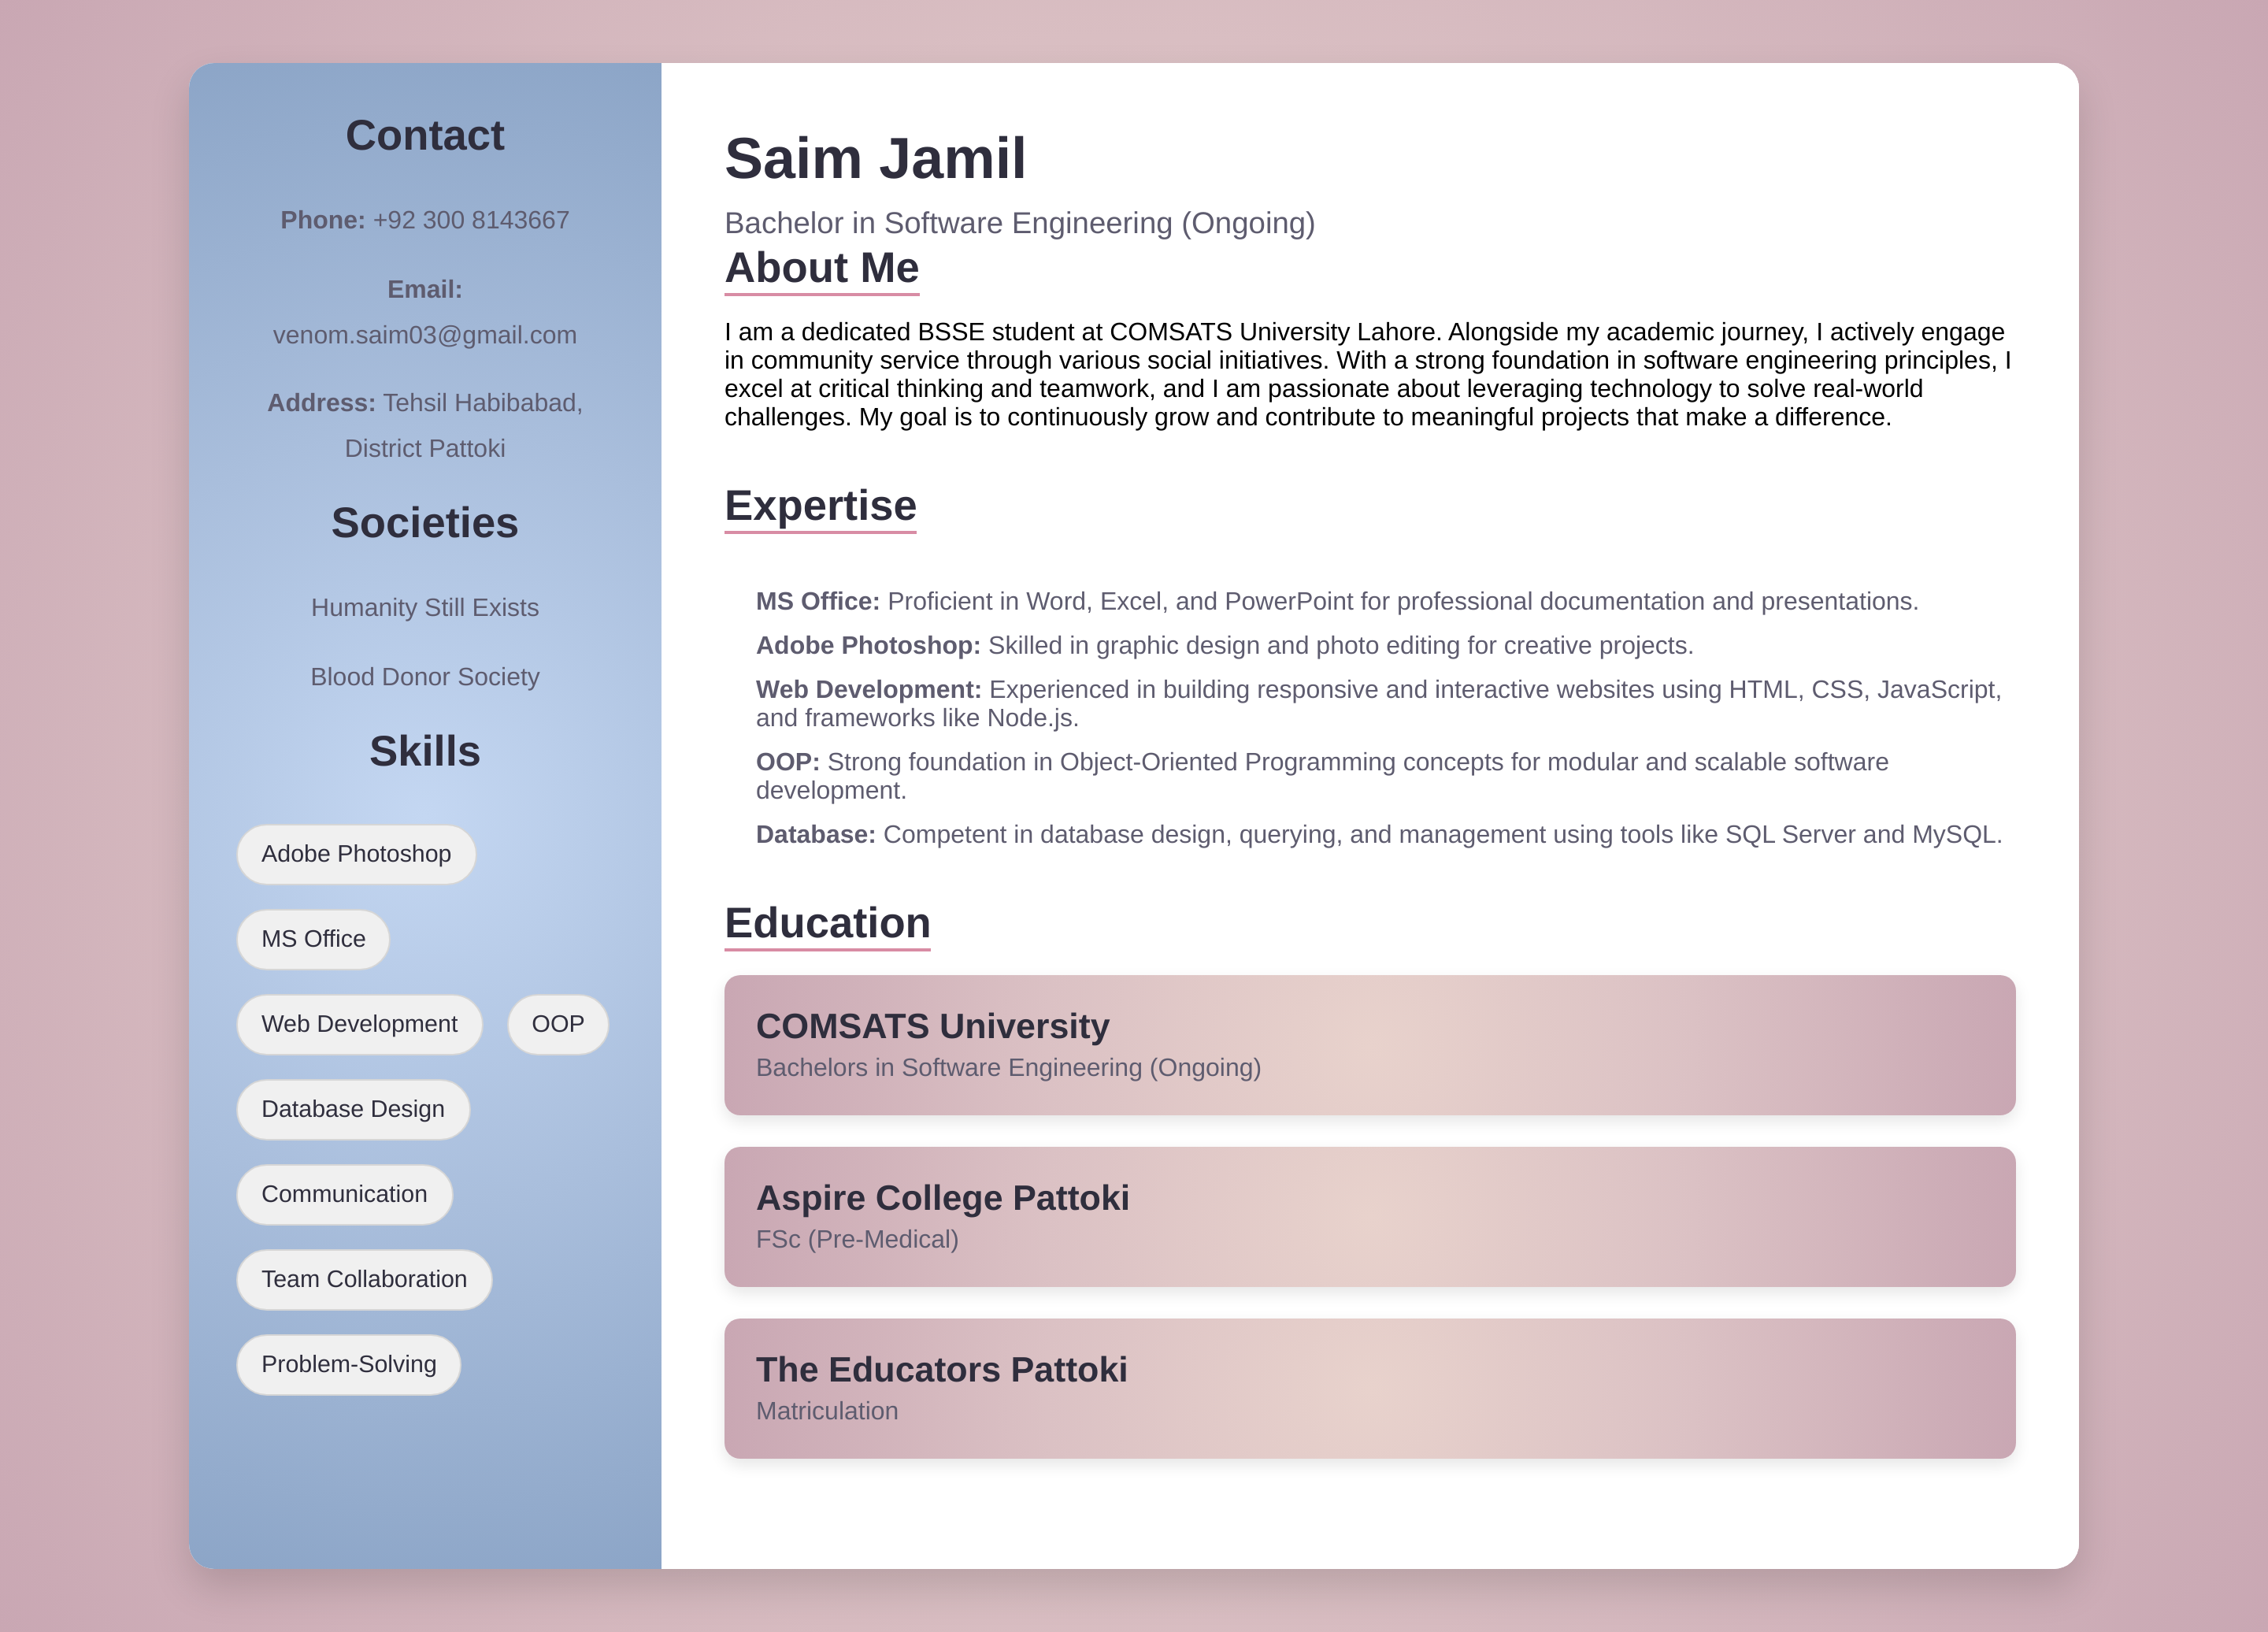 Contact
Phone: +92 300 8143667
Email:
venom.saim03@gmail.com
Address: Tehsil Habibabad,
District Pattoki
Societies
Humanity Still Exists
Blood Donor Society
Skills
Adobe Photoshop
MS Office
Web Development OOP
Database Design
Communication
Team Collaboration
Problem-Solving
Saim Jamil
Bachelor in Software Engineering (Ongoing)
About Me
I am a dedicated BSSE student at COMSATS University Lahore. Alongside my academic journey, I actively engage
in community service through various social initiatives. With a strong foundation in software engineering principles, I
excel at critical thinking and teamwork, and I am passionate about leveraging technology to solve real-world
challenges. My goal is to continuously grow and contribute to meaningful projects that make a difference.
Expertise
MS Office: Proficient in Word, Excel, and PowerPoint for professional documentation and presentations.
Adobe Photoshop: Skilled in graphic design and photo editing for creative projects.
Web Development: Experienced in building responsive and interactive websites using HTML, CSS, JavaScript,
and frameworks like Node.js.
OOP: Strong foundation in Object-Oriented Programming concepts for modular and scalable software
development.
Database: Competent in database design, querying, and management using tools like SQL Server and MySQL.
Education
COMSATS University
Bachelors in Software Engineering (Ongoing)
Aspire College Pattoki
FSc (Pre-Medical)
The Educators Pattoki
Matriculation